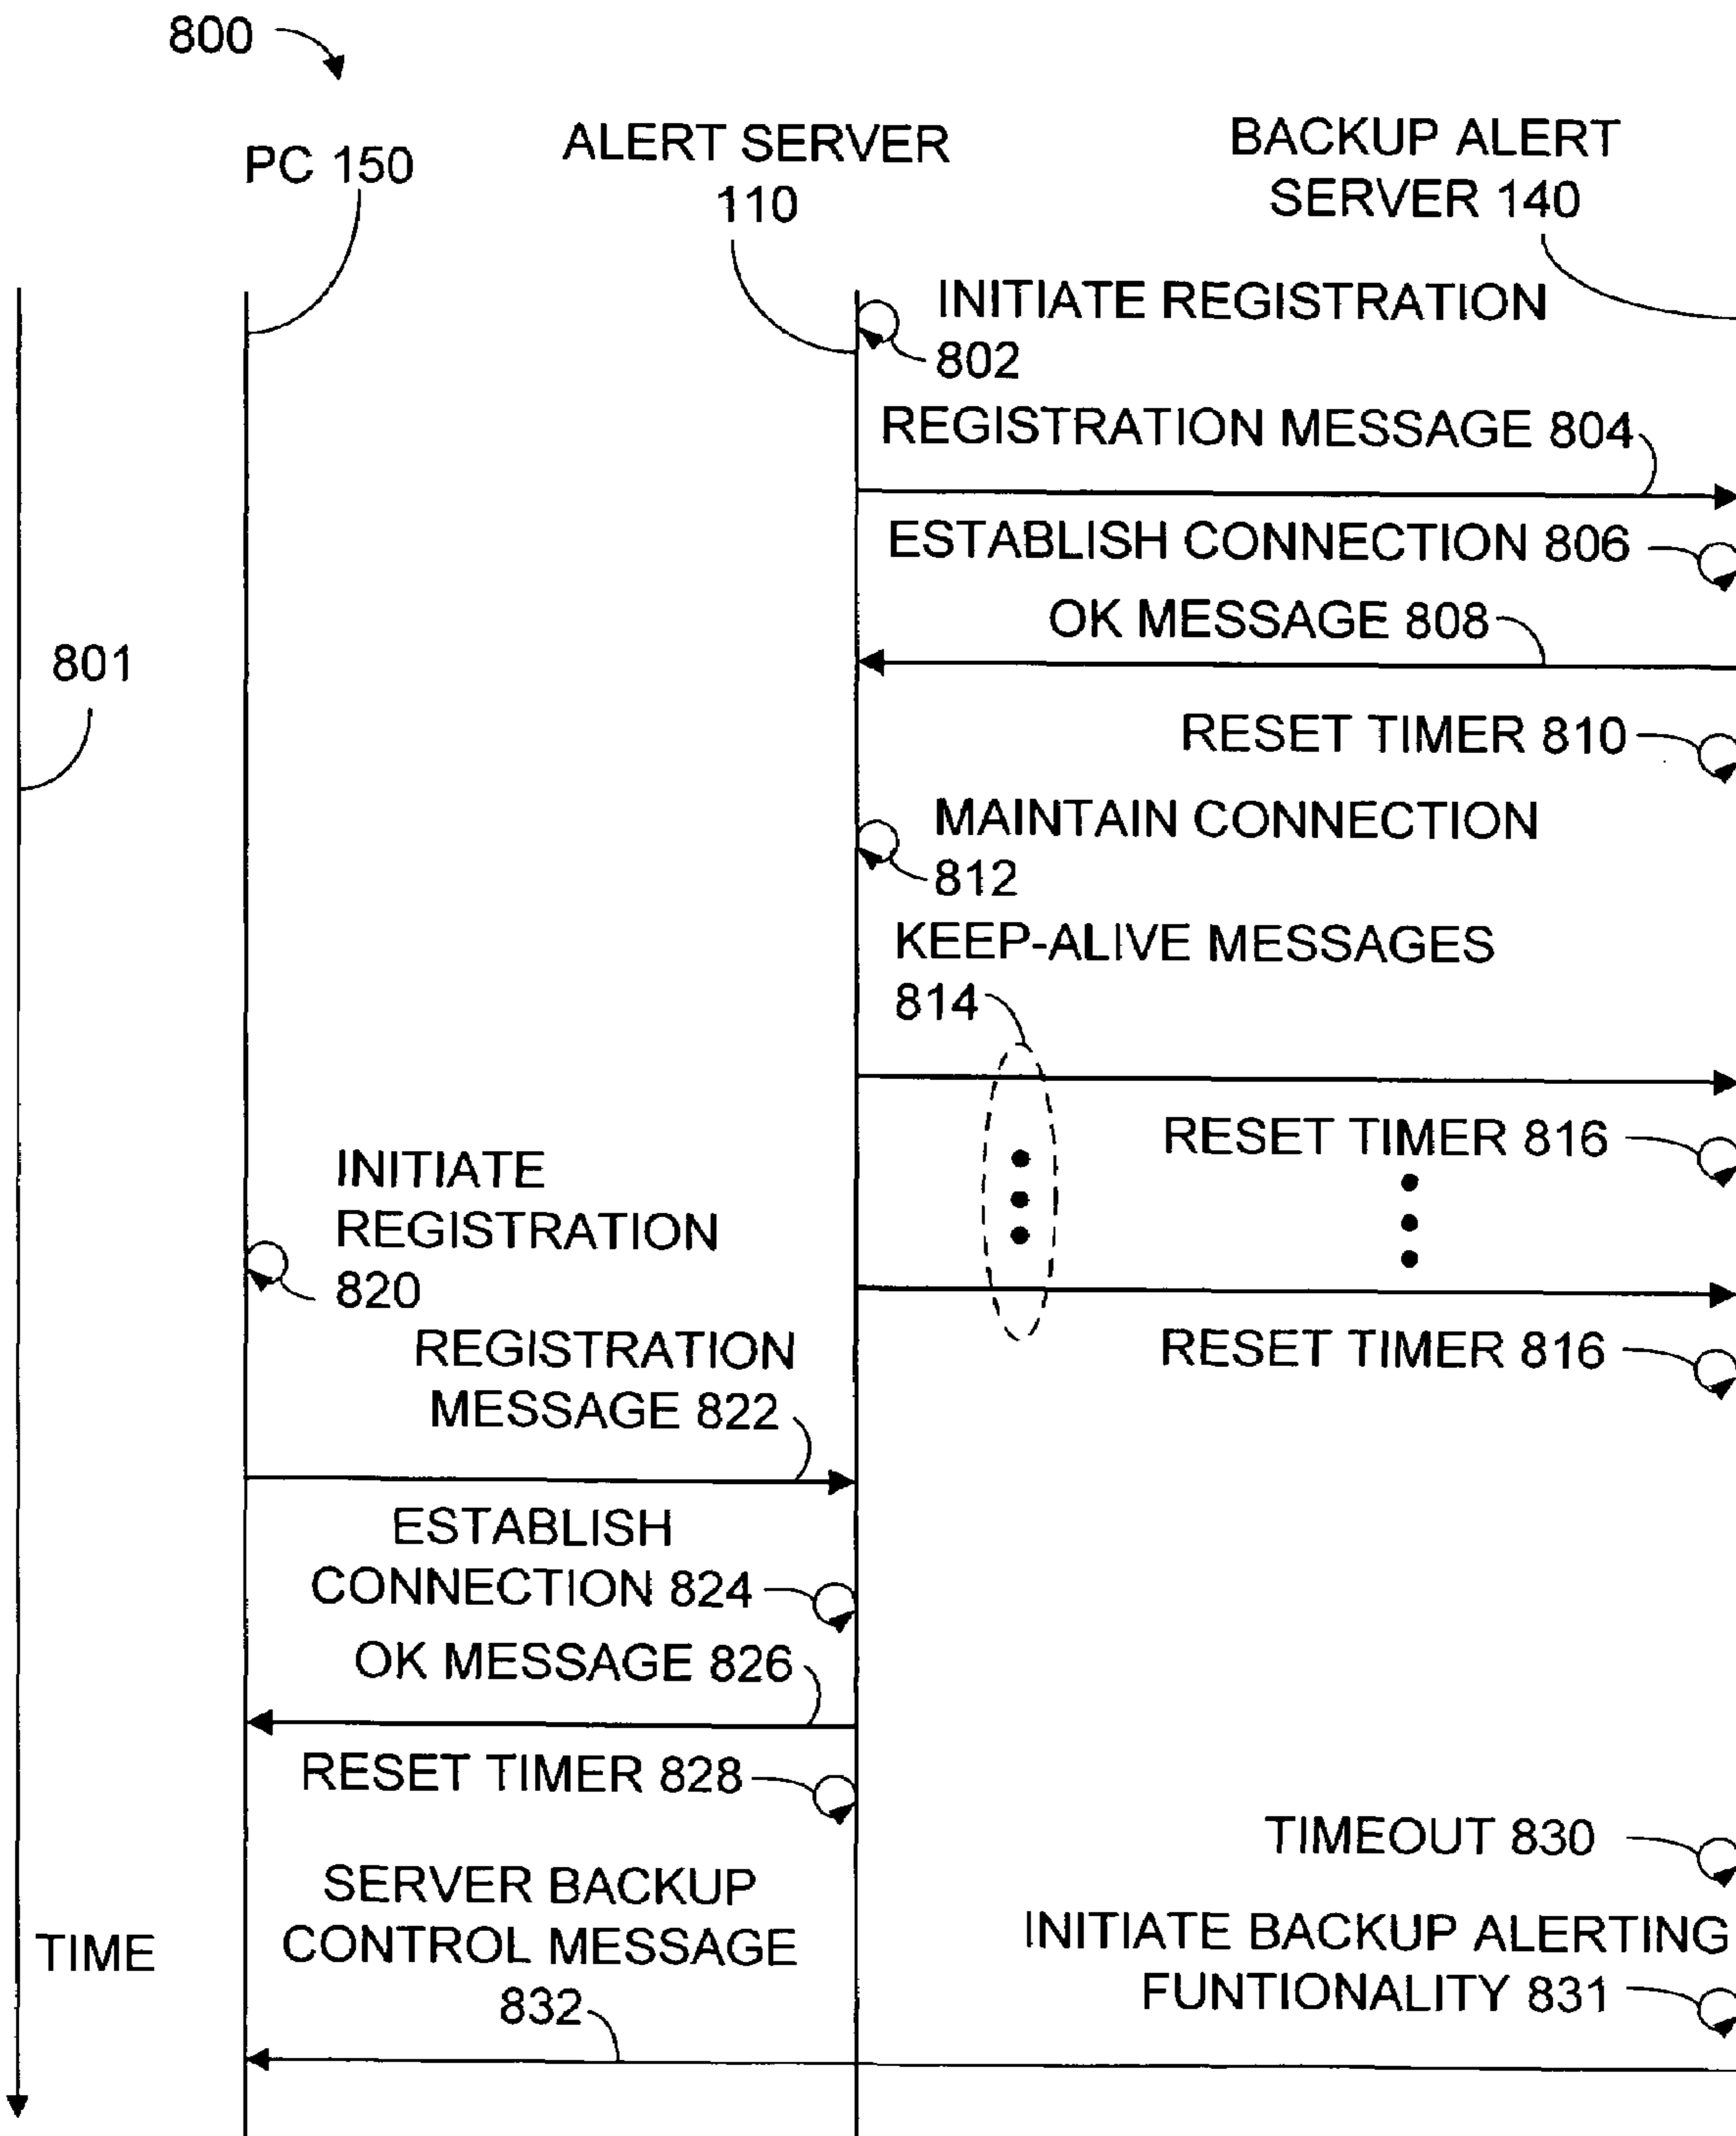 800
PC 150
ALERT SERVER
110
BACKUP ALERT
SERVER 140
INITIATE REGISTRATION
802
REGISTRATION MESSAGE 804
ESTABLISH CONNECTION 806
OK MESSAGE 808
801
RESET TIMER 810
MAINTAIN CONNECTION
812
KEEP-ALIVE MESSAGES
814
RESET TIMER 816
INITIATE
REGISTRATION
820
RESET TIMER 816
REGISTRATION
MESSAGE 822
ESTABLISH
CONNECTION 824
OK MESSAGE 826
RESET TIMER 828
TIMEOUT 830
SERVER BACKUP
CONTROL MESSAGE
832
INITIATE BACKUP ALERTING
FUNTIONALITY 831
TIME